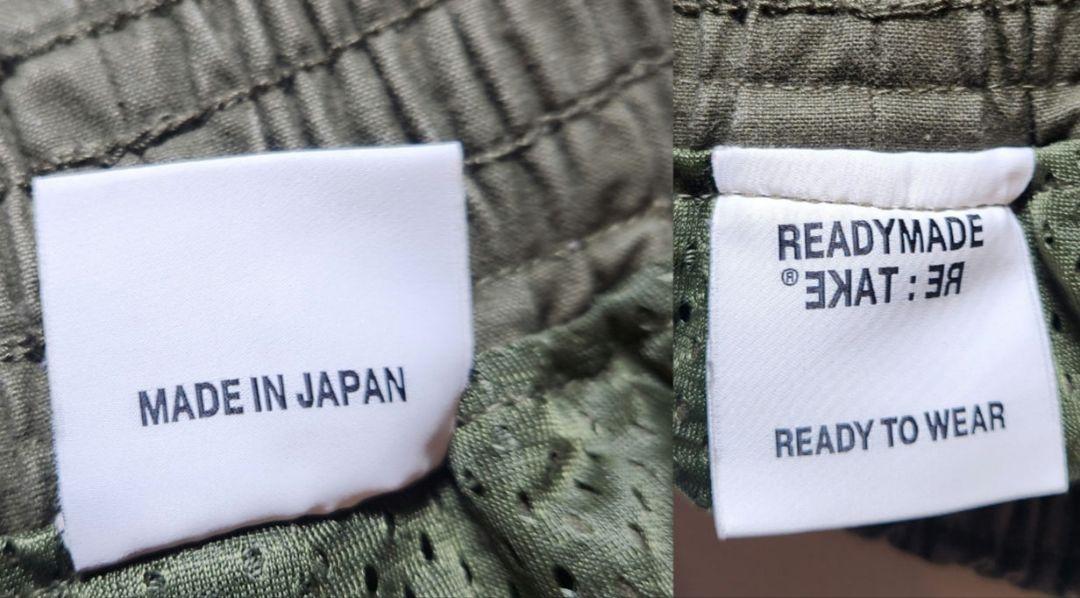 MADE IN JAPAN
READYMADE
RE : TAKE ®
READY TO WEAR